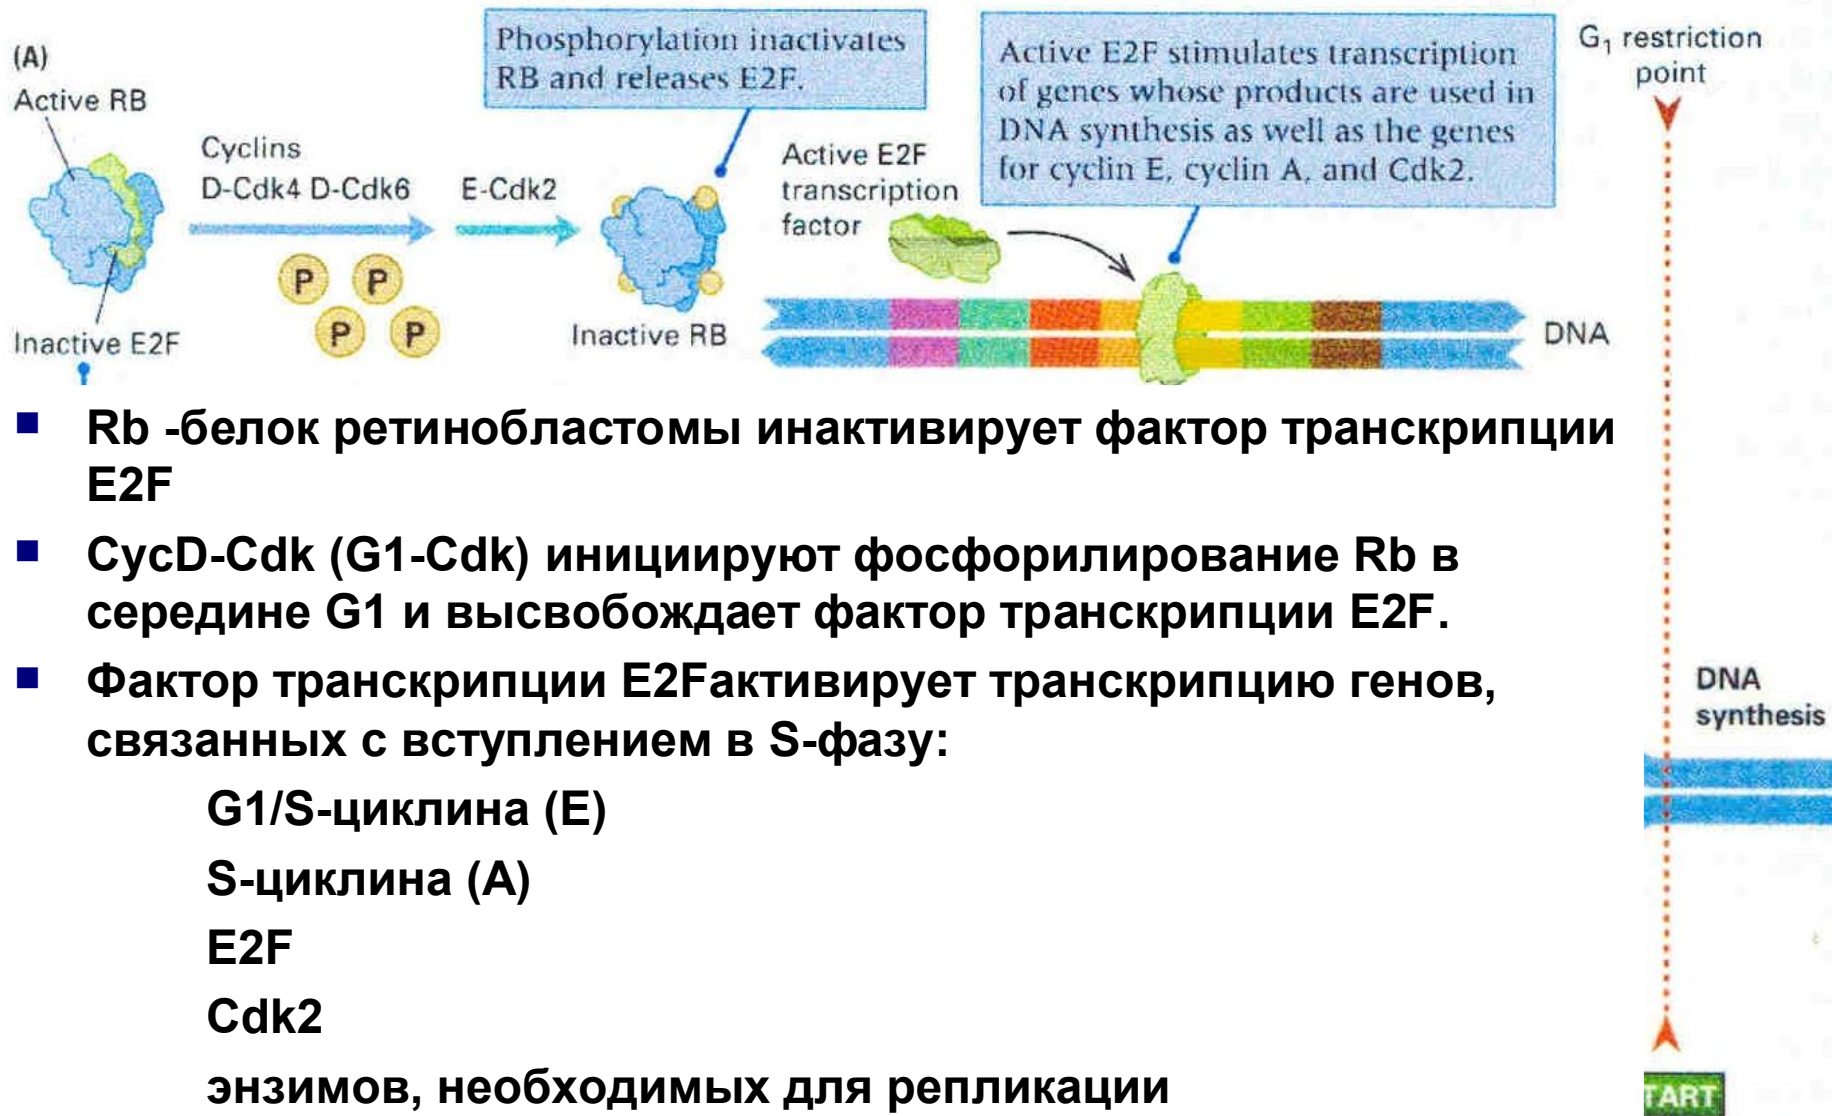 (A)
Active RB
Inactive E2F
Cyclins
D-Cdk4 D-Cdk6
E-Cdk2
P P
P P
Phosphorylation inactivates
RB and releases E2F.
Inactive RB
Active E2F
transcription
factor
Active E2F stimulates transcription
of genes whose products are used in
DNA synthesis as well as the genes
for cyclin E, cyclin A, and Cdk2.
DNA
G₁ restriction
point
DNA
synthesis
TART
Rb -белок ретинобластомы инактивирует фактор транскрипции
E2F
CycD-Cdk (G1-Cdk) инициируют фосфорилирование Rb в
середине G1 и высвобождает фактор транскрипции E2F.
Фактор транскрипции E2Fактивирует транскрипцию генов,
связанных с вступлением в S-фазу:
G1/S-циклина (E)
S-циклина (A)
E2F
Cdk2
энзимов, необходимых для репликации